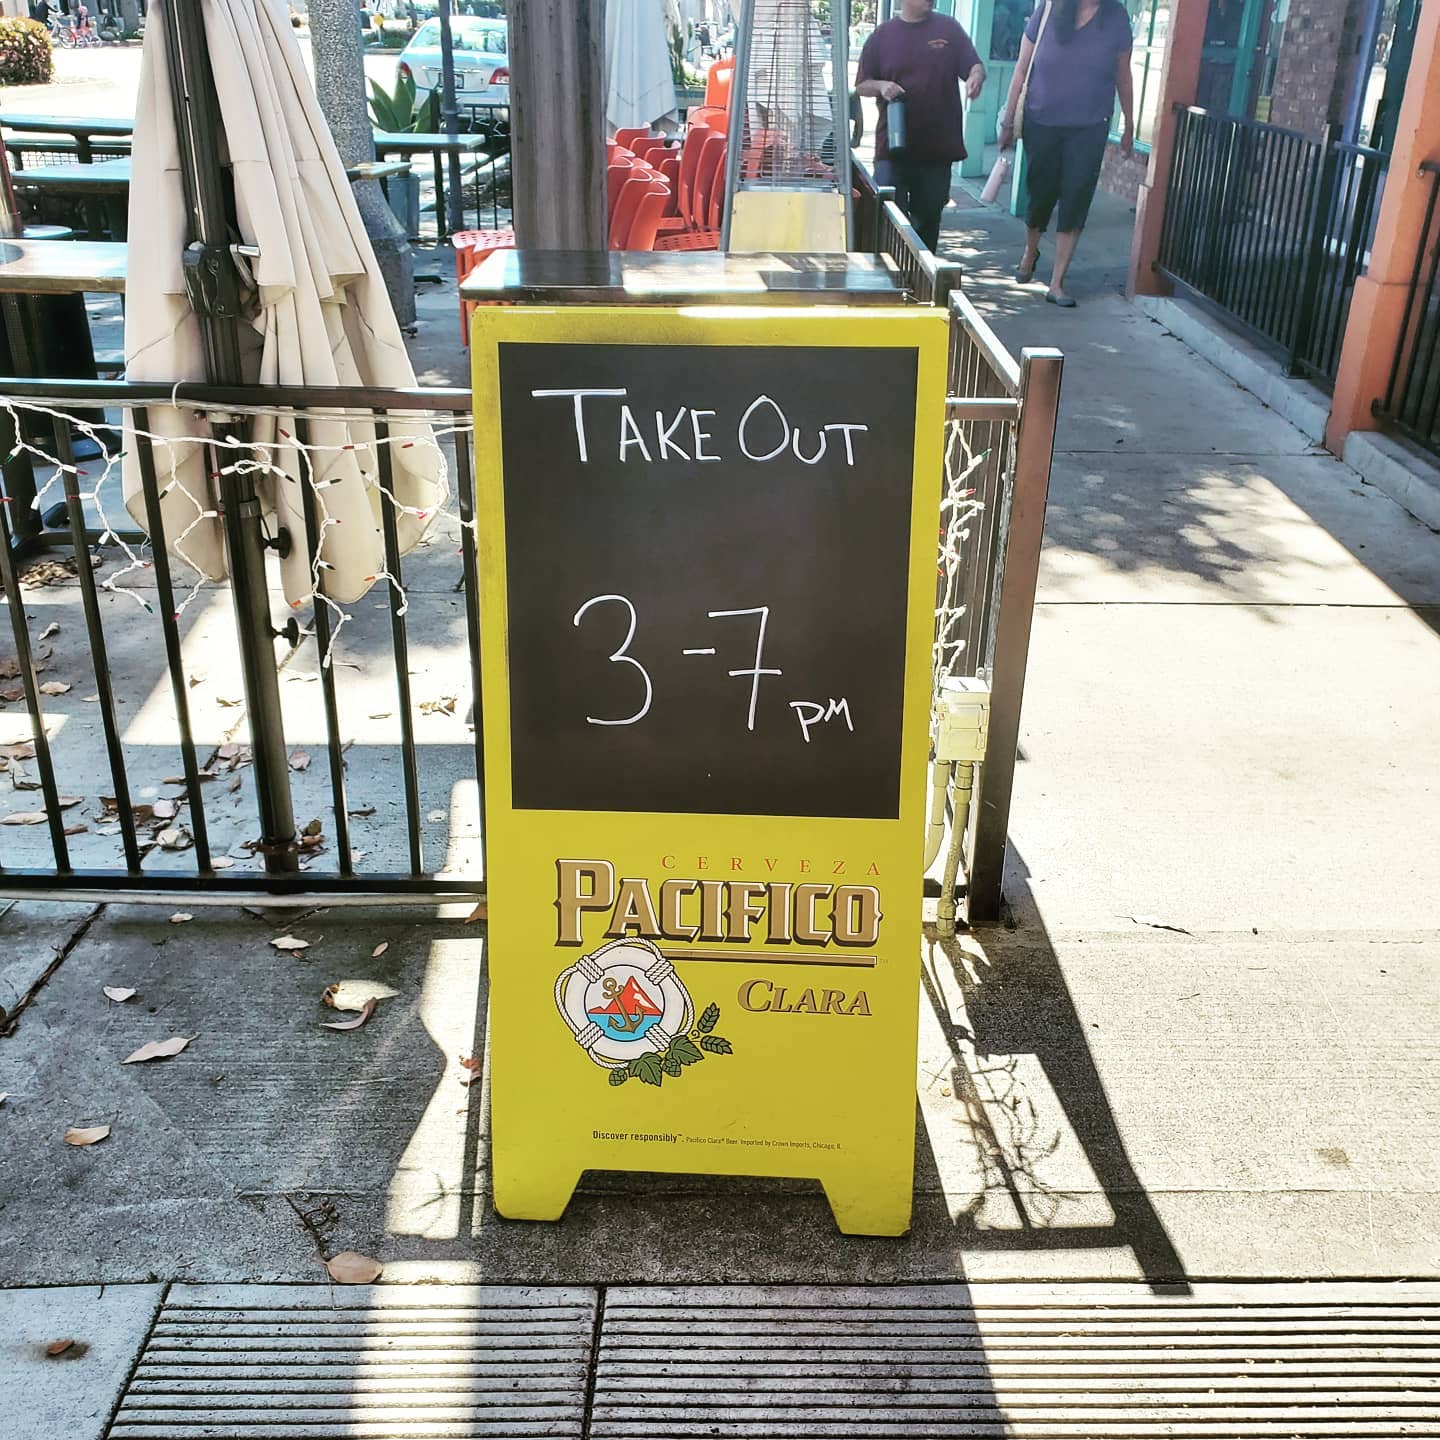 TAKE OUT
3-7 PM
CERVEZA
PACIFICO
CLARA
Discover responsibly™. Pacifico Clara® Beer. Imported by Crown Imports, Chicago, IL